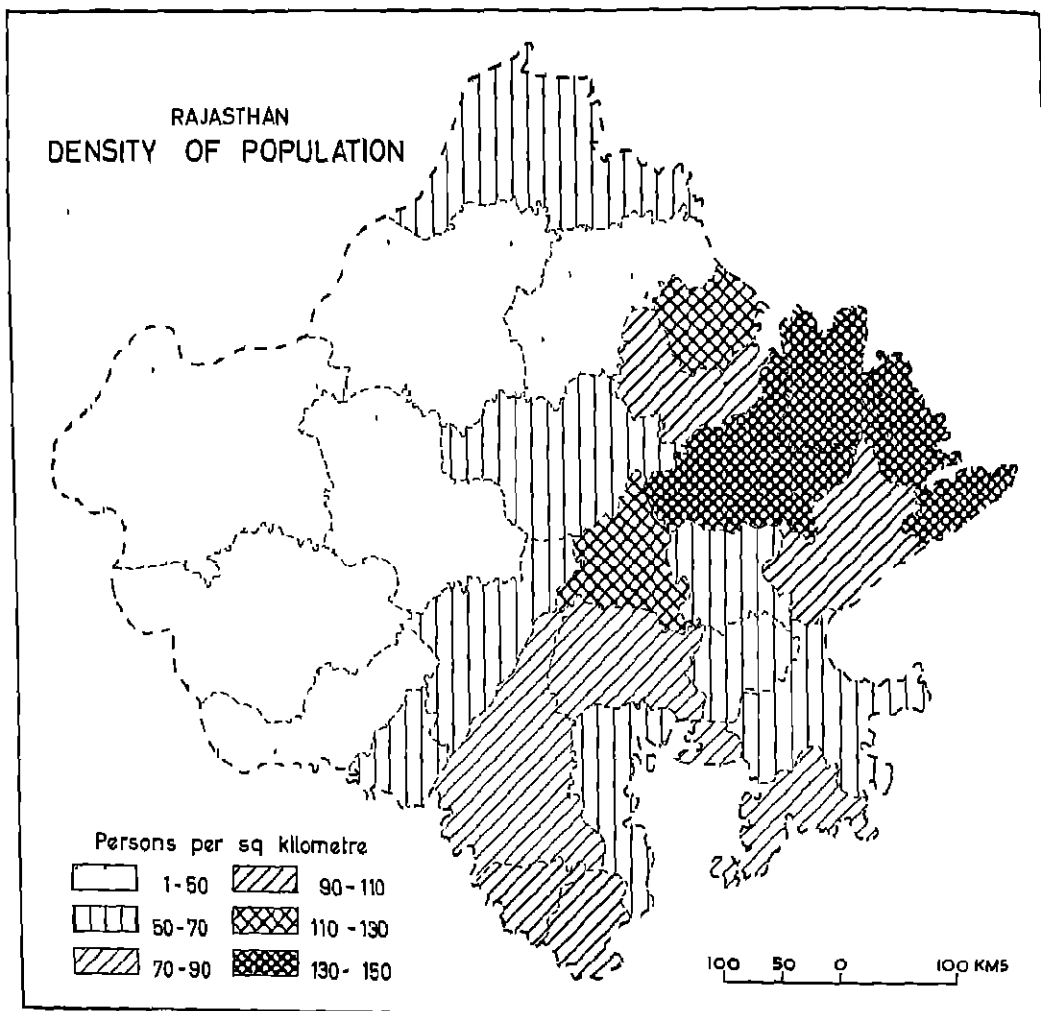 RAJASTHAN
DENSITY OF POPULATION
Persons per sq kilometre
1-50
50-70
70-90
90-110
110-130
130-150
100 50 0 100 KMS